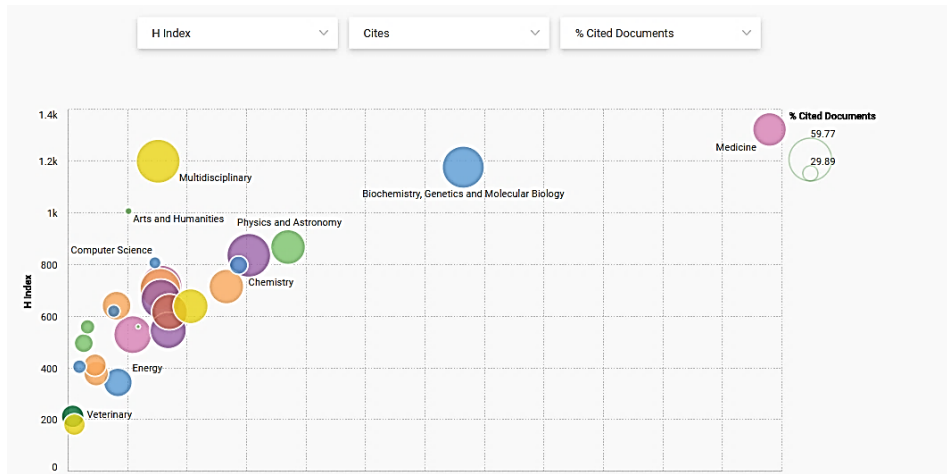 H Index
Cites
% Cited Documents
1.4k
% Cited Documents
59.77
Medicine
1.2k
29.89
Multidisciplinary
Biochemistry, Genetics and Molecular Biology
1k
Arts and Humanities
Physics and Astronomy
Computer Science
800
Chemistry
H Index
600
400
Energy
200
Veterinary
0